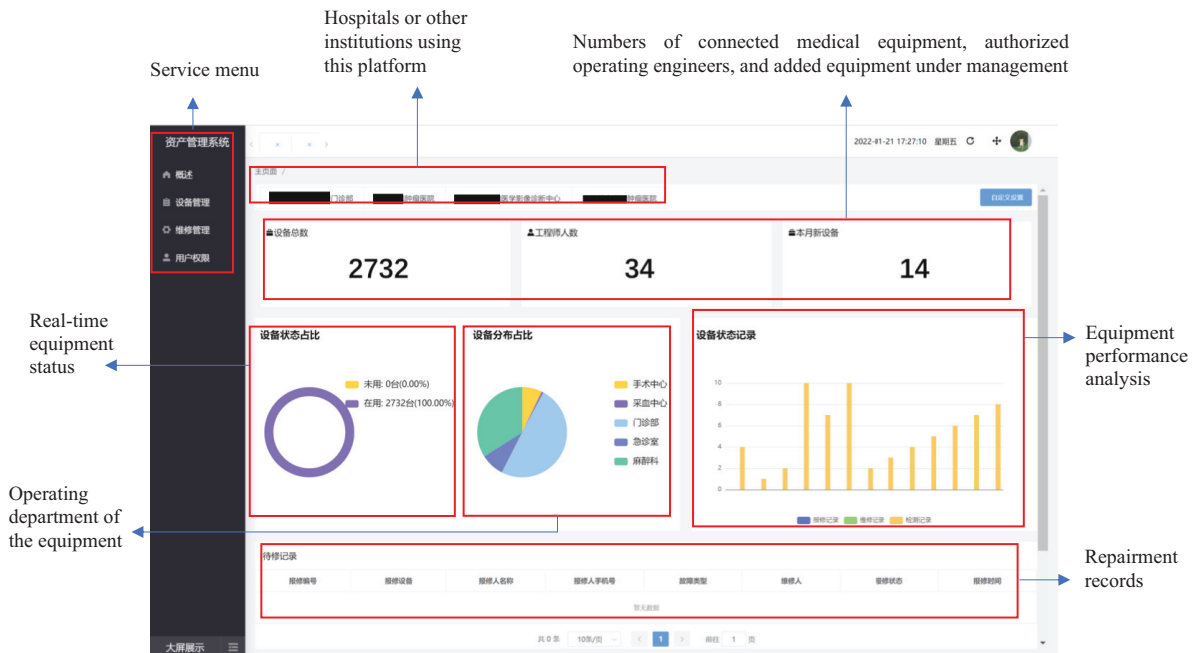 Hospitals or other
institutions using
this platform
Numbers of connected medical equipment, authorized
operating engineers, and added equipment under management
Service menu
资产管理系统
概述
设备管理
维修管理
用户权限
大屏展示
2022-#1-21 17:27:10 星期五
主页面 /
门诊部
肿瘤医院
医学影像诊断中心
肿瘤医院
自定义设置
设备总数
2732
工程师人数
34
本月新设备
14
Real-time
equipment
status
设备状态占比
未用: 0台(0.00%)
在用: 2732台(100.00%)
设备分布占比
手术中心
采血中心
门诊部
急诊室
麻醉科
设备状态记录
10
8
6
4
2
0
报修记录 维修记录 检测记录
Equipment
performance
analysis
Operating
department of
the equipment
待修记录
报修编号 报修设备 报修人名称 报修人手机号 故障类型 维修人 报修时间
暂无数据
共 0 条 10条/页 1 前往 1 页
Repairment
records